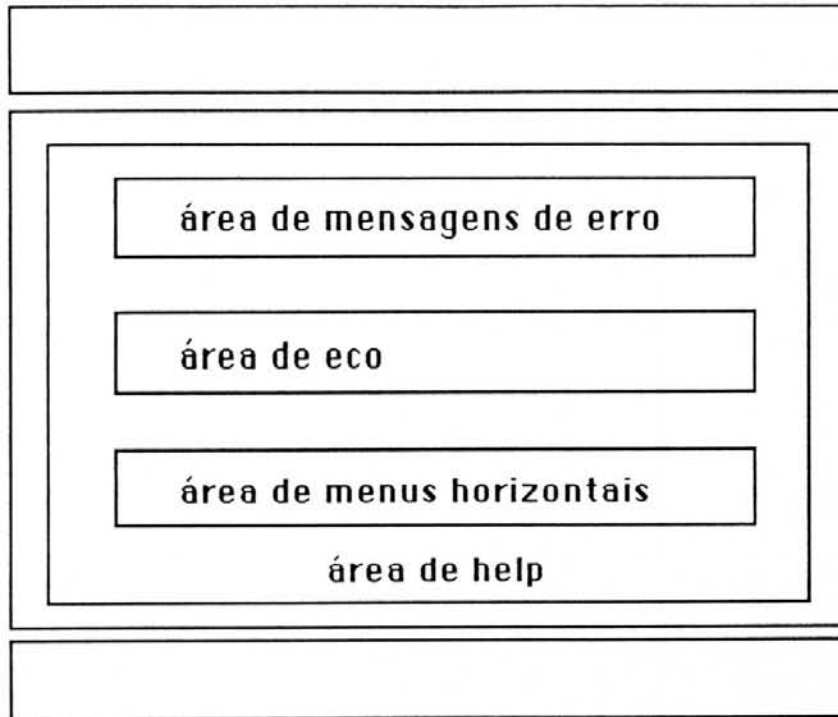 área de mensagens de erro
área de eco
área de menus horizontais
área de help